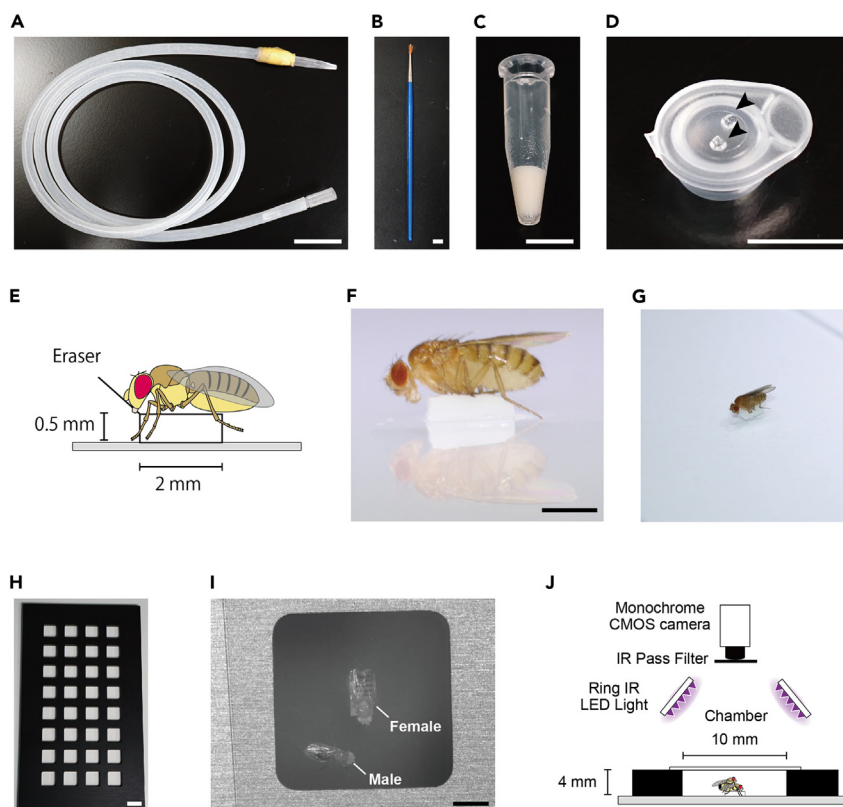 A
B
C
D
E
F
G
Eraser
0.5 mm
2 mm
H
I
J
Female
Male
Monochrome
CMOS camera
IR Pass Filter
Ring IR
LED Light
Chamber
10 mm
4 mm